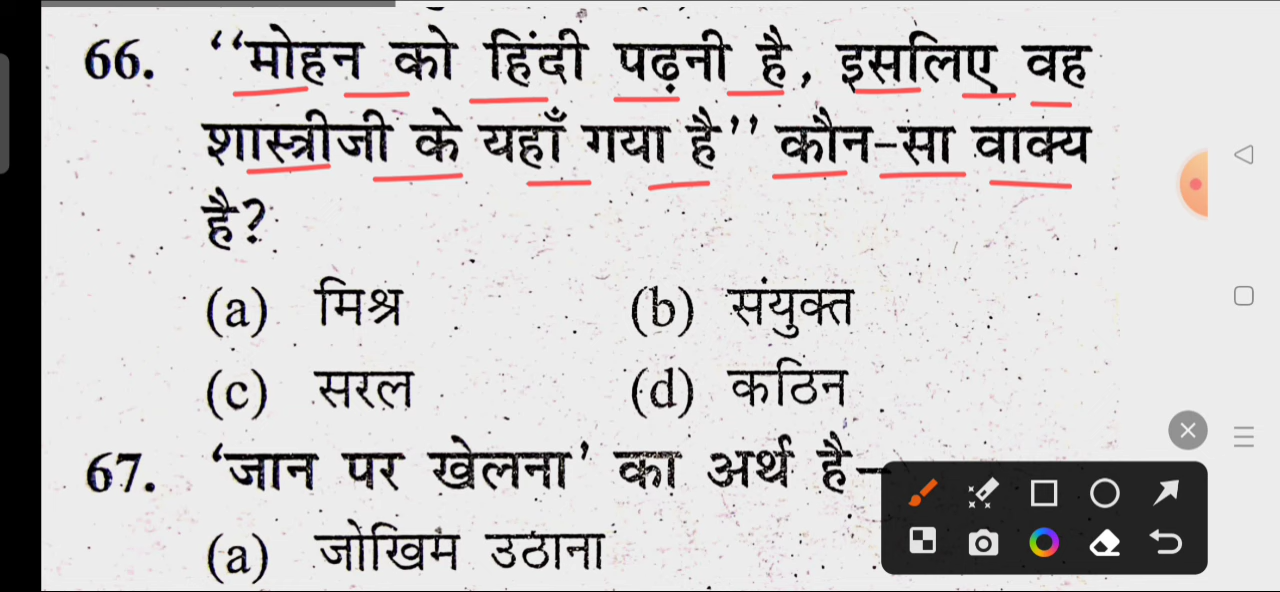 66. ‘‘मोहन को हिंदी पढ़नी है, इसलिए वह
शास्त्रीजी के यहाँ गया है’’ कौन-सा वाक्य
है?
(a) मिश्र (b) संयुक्त
(c) सरल (d) कठिन
67. ‘जान पर खेलना’ का अर्थ है–
(a) जोखिम उठाना